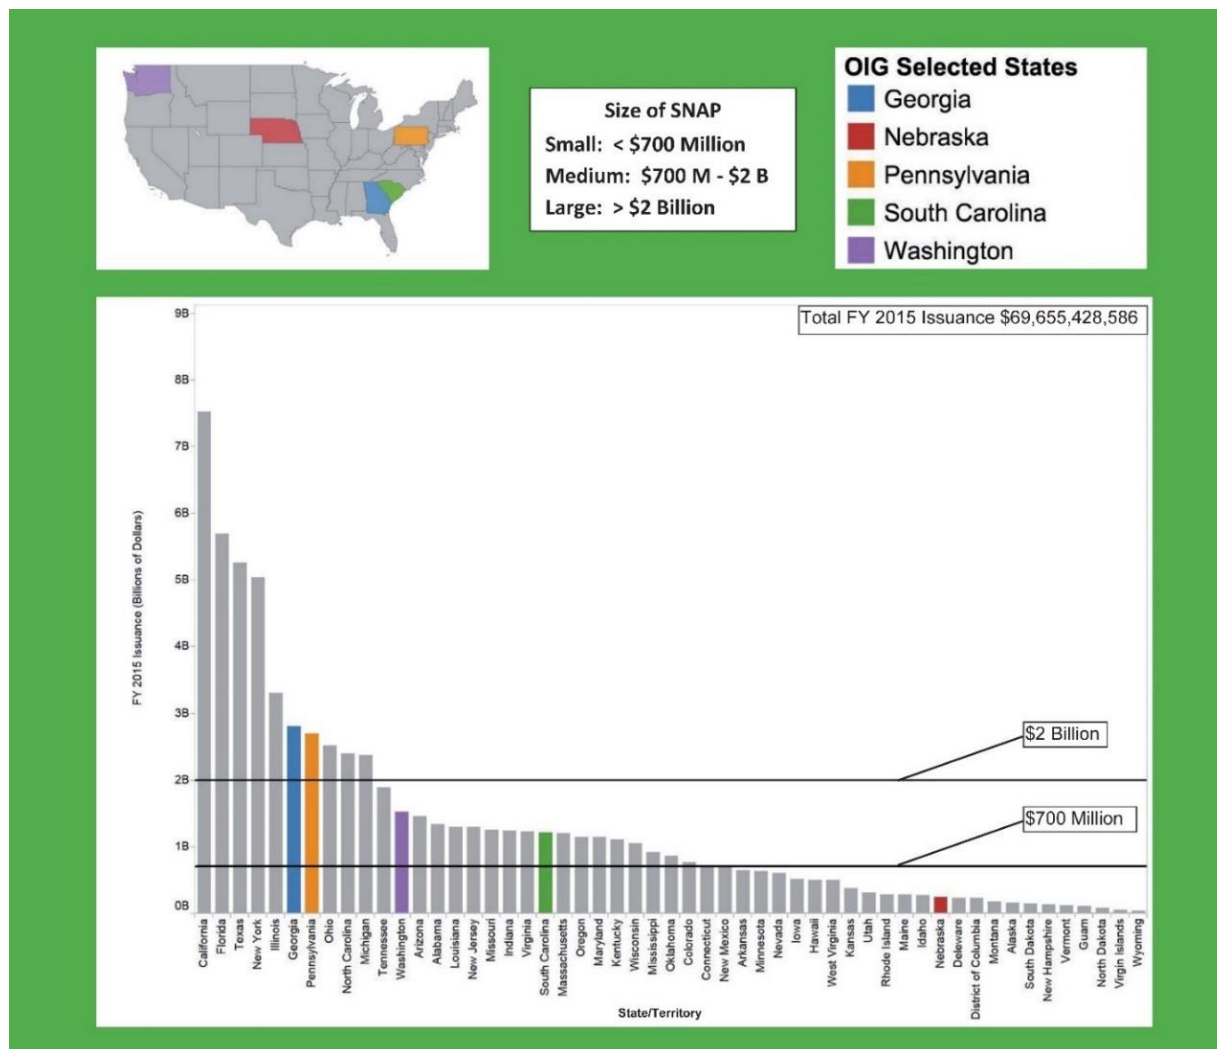 Size of SNAP
Small: < $700 Million
Medium: $700 M - $2 B
Large: > $2 Billion
OIG Selected States
Georgia
Nebraska
Pennsylvania
South Carolina
Washington
Total FY 2015 Issuance $69,655,428,586
FY 2015 Issuance (Billions of Dollars)
9B
8B
7B
6B
5B
4B
3B
2B
1B
0B
$2 Billion
$700 Million
California
Florida
Texas
New York
Illinois
Georgia
Pennsylvania
Ohio
North Carolina
Michigan
Tennessee
Washington
Arizona
Alabama
Louisiana
New Jersey
Missouri
Indiana
Virginia
South Carolina
Massachusetts
Oregon
Maryland
Kentucky
Wisconsin
Mississippi
Oklahoma
Colorado
Connecticut
New Mexico
Arkansas
Minnesota
Nevada
Iowa
Hawaii
West Virginia
Kansas
Utah
Rhode Island
Maine
Idaho
Nebraska
Deleware
District of Columbia
Montana
Alaska
South Dakota
New Hampshire
Vermont
Guam
North Dakota
Virgin Islands
Wyoming
State/Territory